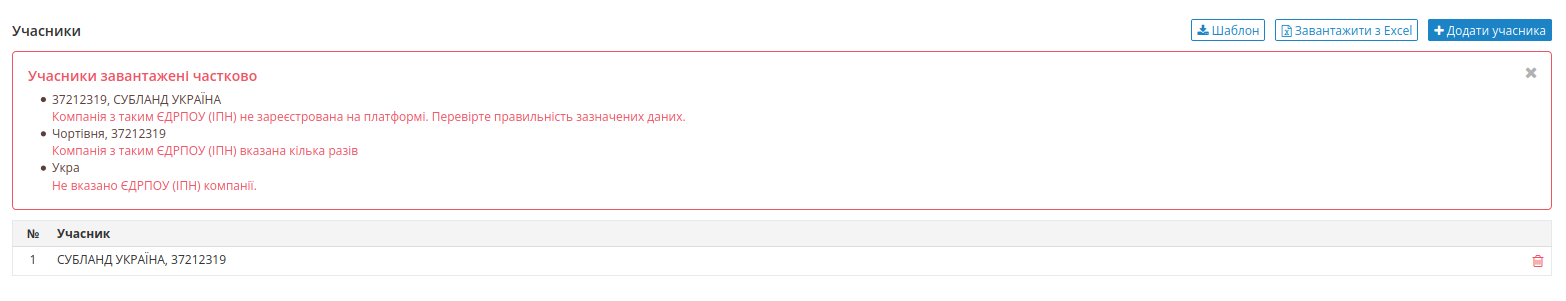 Учасники
Шаблон
Завантажити з Excel
Додати учасника
Учасники завантажені частково
37212319, СУБЛАНД УКРАЇНА
Компанія з таким ЄДРПОУ (ІПН) не зареєстрована на платформі. Перевірте правильність зазначених даних.
Чортівня, 37212319
Компанія з таким ЄДРПОУ (ІПН) вказана кілька разів
Укра
Не вказано ЄДРПОУ (ІПН) компанії.
№ Учасник
1 СУБЛАНД УКРАЇНА, 37212319